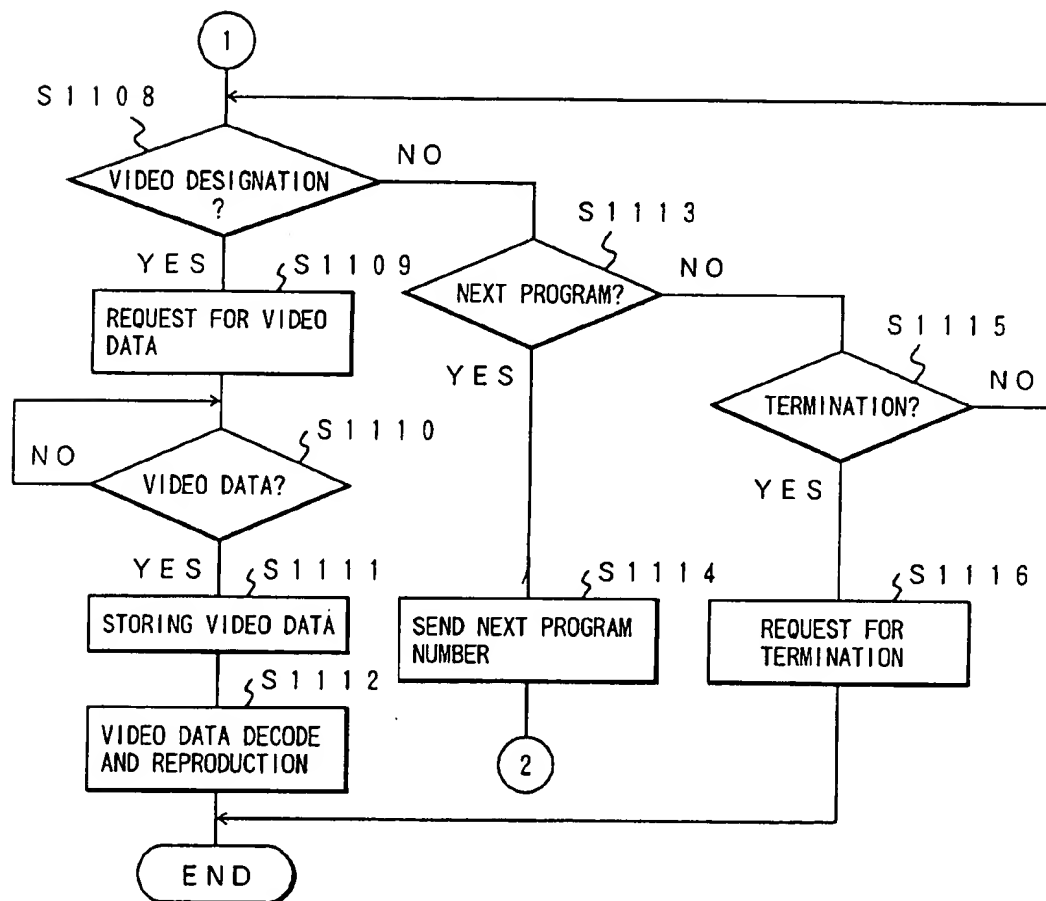 1
S1108
VIDEO DESIGNATION
?
NO
YES
S1109
REQUEST FOR VIDEO
DATA
S1110
NO
VIDEO DATA?
YES
S1111
STORING VIDEO DATA
S1112
VIDEO DATA DECODE
AND REPRODUCTION
END
S1113
NEXT PROGRAM?
NO
YES
S1114
SEND NEXT PROGRAM
NUMBER
2
S1115
TERMINATION?
NO
YES
S1116
REQUEST FOR
TERMINATION